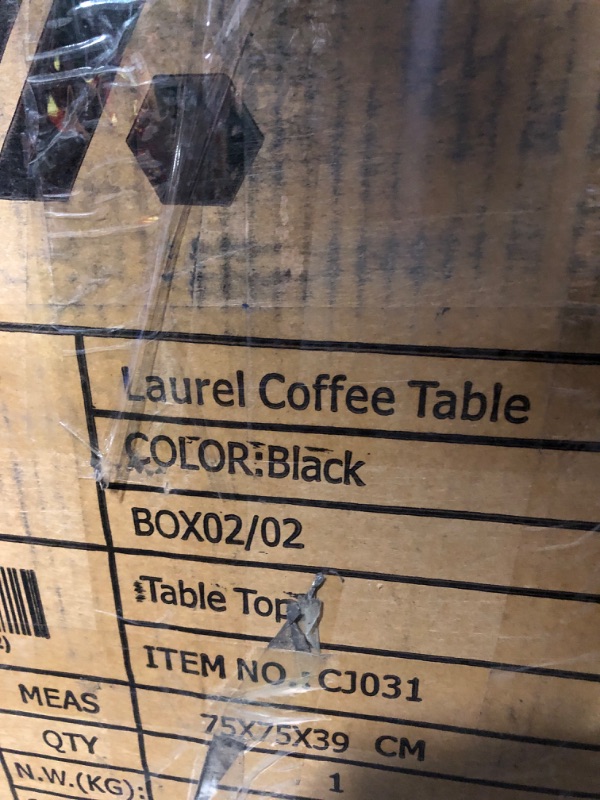 Laurel Coffee Table
COLOR:Black
BOX02/02
:Table Top
ITEM NO.:CJ031
MEAS 75X75X39 CM
QTY 1
N.W.(KG):